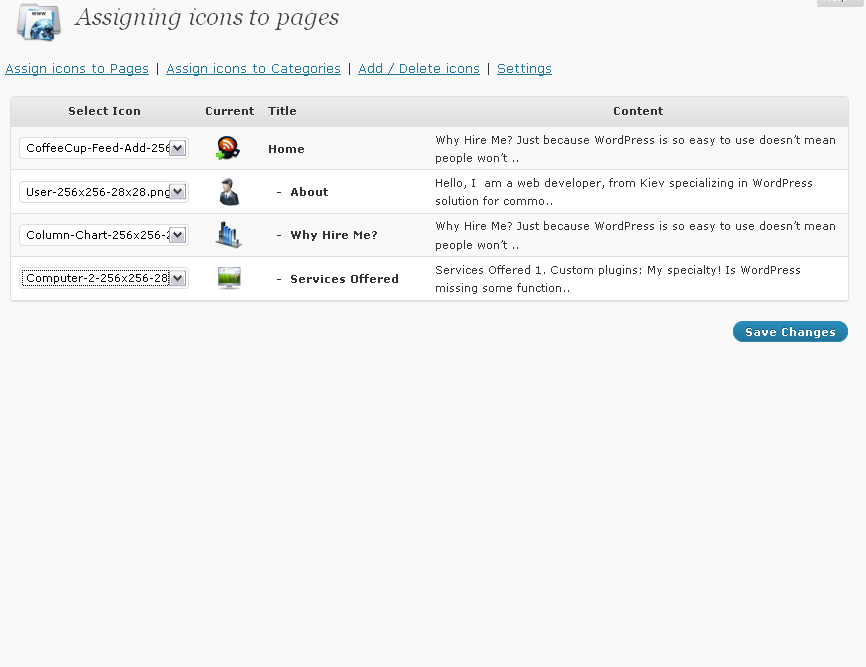 Assigning icons to pages
Assign icons to Pages | Assign icons to Categories | Add / Delete icons | Settings
Select Icon Current Title Content
CoffeeCup-Feed-Add-256 Home Why Hire Me? Just because WordPress is so easy to use doesn’t mean
people won’t ..
User-256x256-28x28.png - About Hello, I am a web developer, from Kiev specializing in WordPress
solution for commo..
Column-Chart-256x256-2 - Why Hire Me? Why Hire Me? Just because WordPress is so easy to use doesn’t mean
people won’t ..
Computer-2-256x256-28 - Services Offered Services Offered 1. Custom plugins: My specialty! Is WordPress
missing some function..
Save Changes